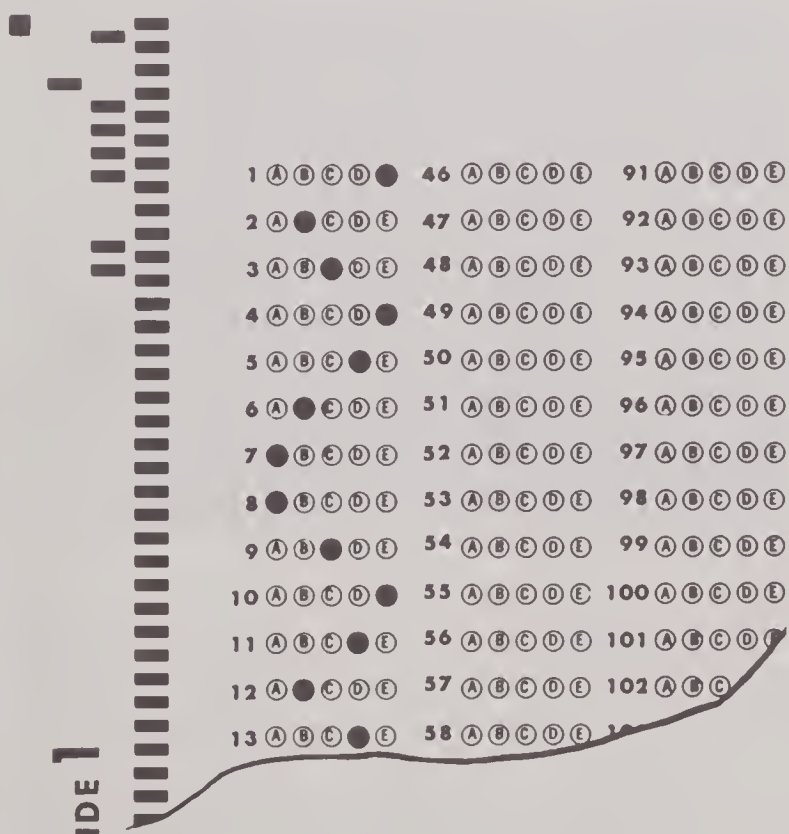 1 Ⓐ Ⓑ Ⓒ Ⓓ ● 46 Ⓐ Ⓑ Ⓒ Ⓓ Ⓔ 91 Ⓐ Ⓑ Ⓒ Ⓓ Ⓔ
2 Ⓐ ● Ⓒ Ⓓ Ⓔ 47 Ⓐ Ⓑ Ⓒ Ⓓ Ⓔ 92 Ⓐ Ⓑ Ⓒ Ⓓ Ⓔ
3 Ⓐ Ⓑ ● Ⓓ Ⓔ 48 Ⓐ Ⓑ Ⓒ Ⓓ Ⓔ 93 Ⓐ Ⓑ Ⓒ Ⓓ Ⓔ
4 Ⓐ Ⓑ Ⓒ Ⓓ ● 49 Ⓐ Ⓑ Ⓒ Ⓓ Ⓔ 94 Ⓐ Ⓑ Ⓒ Ⓓ Ⓔ
5 Ⓐ Ⓑ Ⓒ ● Ⓔ 50 Ⓐ Ⓑ Ⓒ Ⓓ Ⓔ 95 Ⓐ Ⓑ Ⓒ Ⓓ Ⓔ
6 Ⓐ ● Ⓒ Ⓓ Ⓔ 51 Ⓐ Ⓑ Ⓒ Ⓓ Ⓔ 96 Ⓐ Ⓑ Ⓒ Ⓓ Ⓔ
7 ● Ⓑ Ⓒ Ⓓ Ⓔ 52 Ⓐ Ⓑ Ⓒ Ⓓ Ⓔ 97 Ⓐ Ⓑ Ⓒ Ⓓ Ⓔ
8 ● Ⓑ Ⓒ Ⓓ Ⓔ 53 Ⓐ Ⓑ Ⓒ Ⓓ Ⓔ 98 Ⓐ Ⓑ Ⓒ Ⓓ Ⓔ
9 Ⓐ Ⓑ ● Ⓓ Ⓔ 54 Ⓐ Ⓑ Ⓒ Ⓓ Ⓔ 99 Ⓐ Ⓑ Ⓒ Ⓓ Ⓔ
10 Ⓐ Ⓑ Ⓒ Ⓓ ● 55 Ⓐ Ⓑ Ⓒ Ⓓ Ⓔ 100 Ⓐ Ⓑ Ⓒ Ⓓ Ⓔ
11 Ⓐ Ⓑ Ⓒ ● Ⓔ 56 Ⓐ Ⓑ Ⓒ Ⓓ Ⓔ 101 Ⓐ Ⓑ Ⓒ Ⓓ
12 Ⓐ ● Ⓒ Ⓓ Ⓔ 57 Ⓐ Ⓑ Ⓒ Ⓓ Ⓔ 102 Ⓐ Ⓑ Ⓒ
13 Ⓐ Ⓑ Ⓒ ● Ⓔ 58 Ⓐ Ⓑ Ⓒ Ⓓ Ⓔ
IDE 1